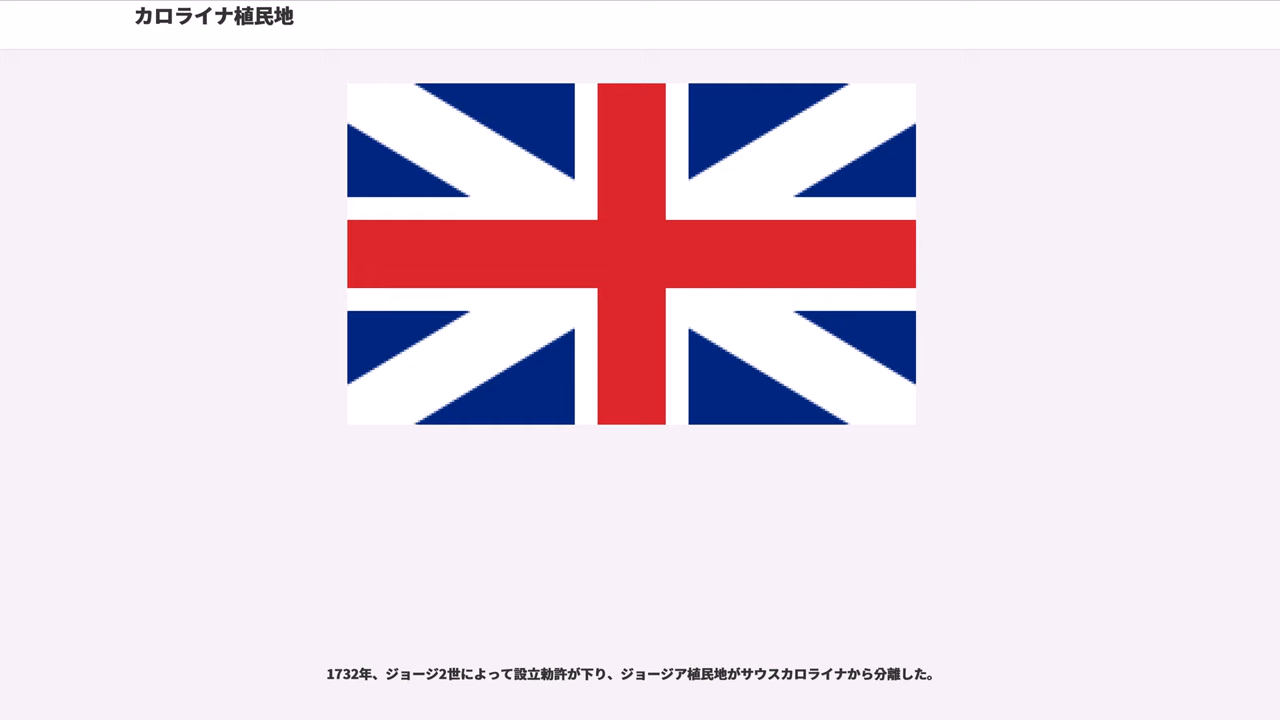 カロライナ植民地
1732年、ジョージ2世によって設立勅許が下り、ジョージア植民地がサウスカロライナから分離した。